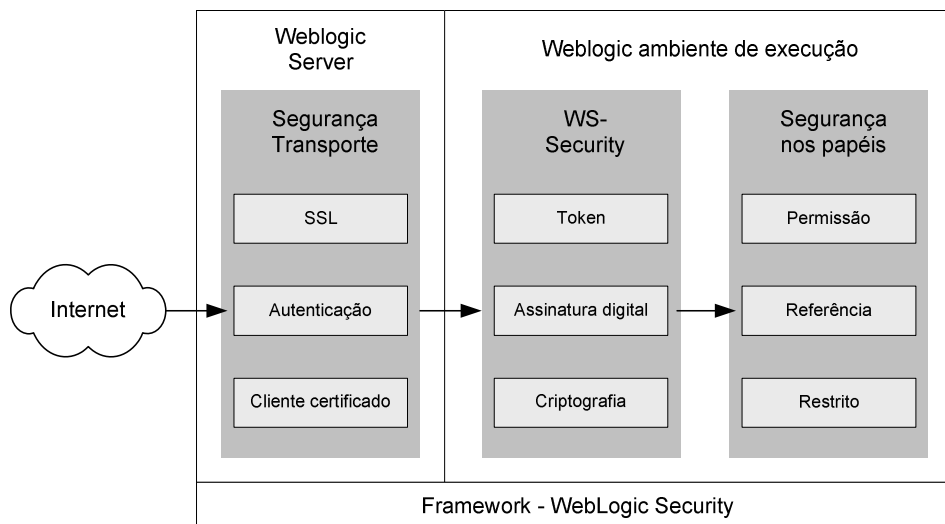 Weblogic
Server
Weblogic ambiente de execução
Segurança
Transporte
SSL
Autenticação
Cliente certificado
WS-
Security
Token
Assinatura digital
Criptografia
Segurança
nos papéis
Permissão
Referência
Restrito
Internet
Framework - WebLogic Security